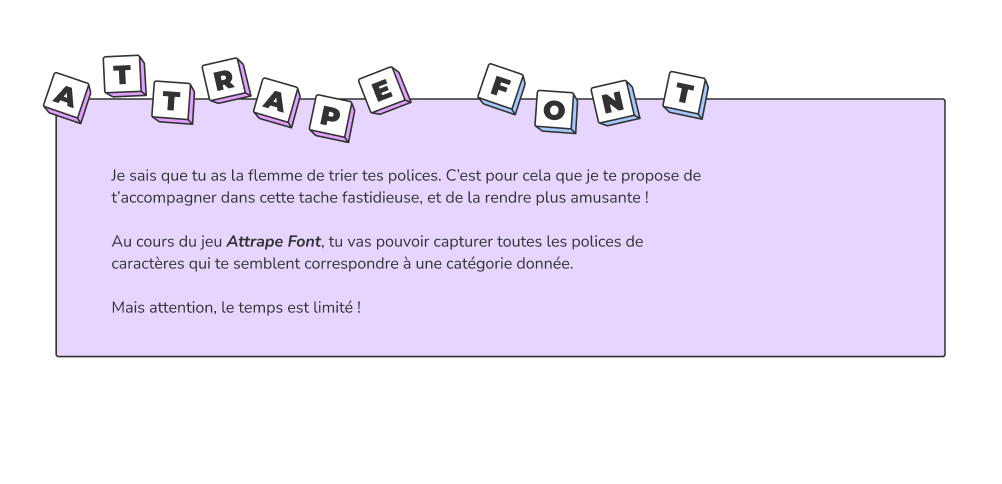 ATTRAPE FONT
Je sais que tu as la flemme de trier tes polices. C’est pour cela que je te propose de
t’accompagner dans cette tache fastidieuse, et de la rendre plus amusante !
Au cours du jeu Attrape Font, tu vas pouvoir capturer toutes les polices de
caractères qui te semblent correspondre à une catégorie donnée.
Mais attention, le temps est limité !